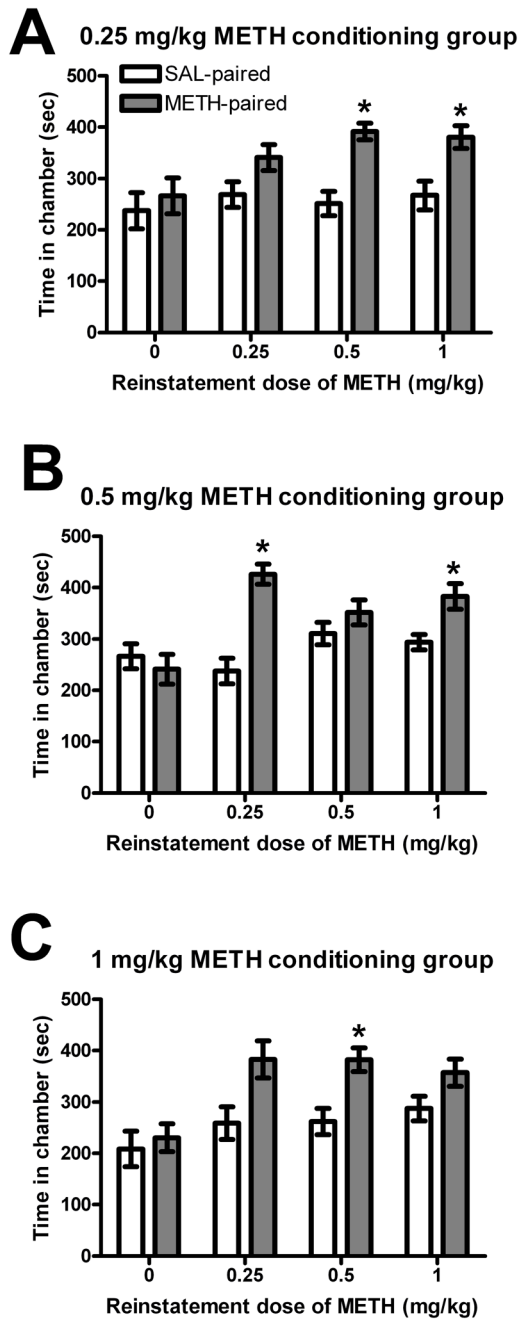 A
0.25 mg/kg METH conditioning group
SAL-paired
METH-paired
Time in chamber (sec)
500
400
300
200
100
0
*
*
0 0.25 0.5 1
Reinstatement dose of METH (mg/kg)
B
0.5 mg/kg METH conditioning group
Time in chamber (sec)
500
400
300
200
100
0
*
*
0 0.25 0.5 1
Reinstatement dose of METH (mg/kg)
C
1 mg/kg METH conditioning group
Time in chamber (sec)
500
400
300
200
100
0
*
0 0.25 0.5 1
Reinstatement dose of METH (mg/kg)